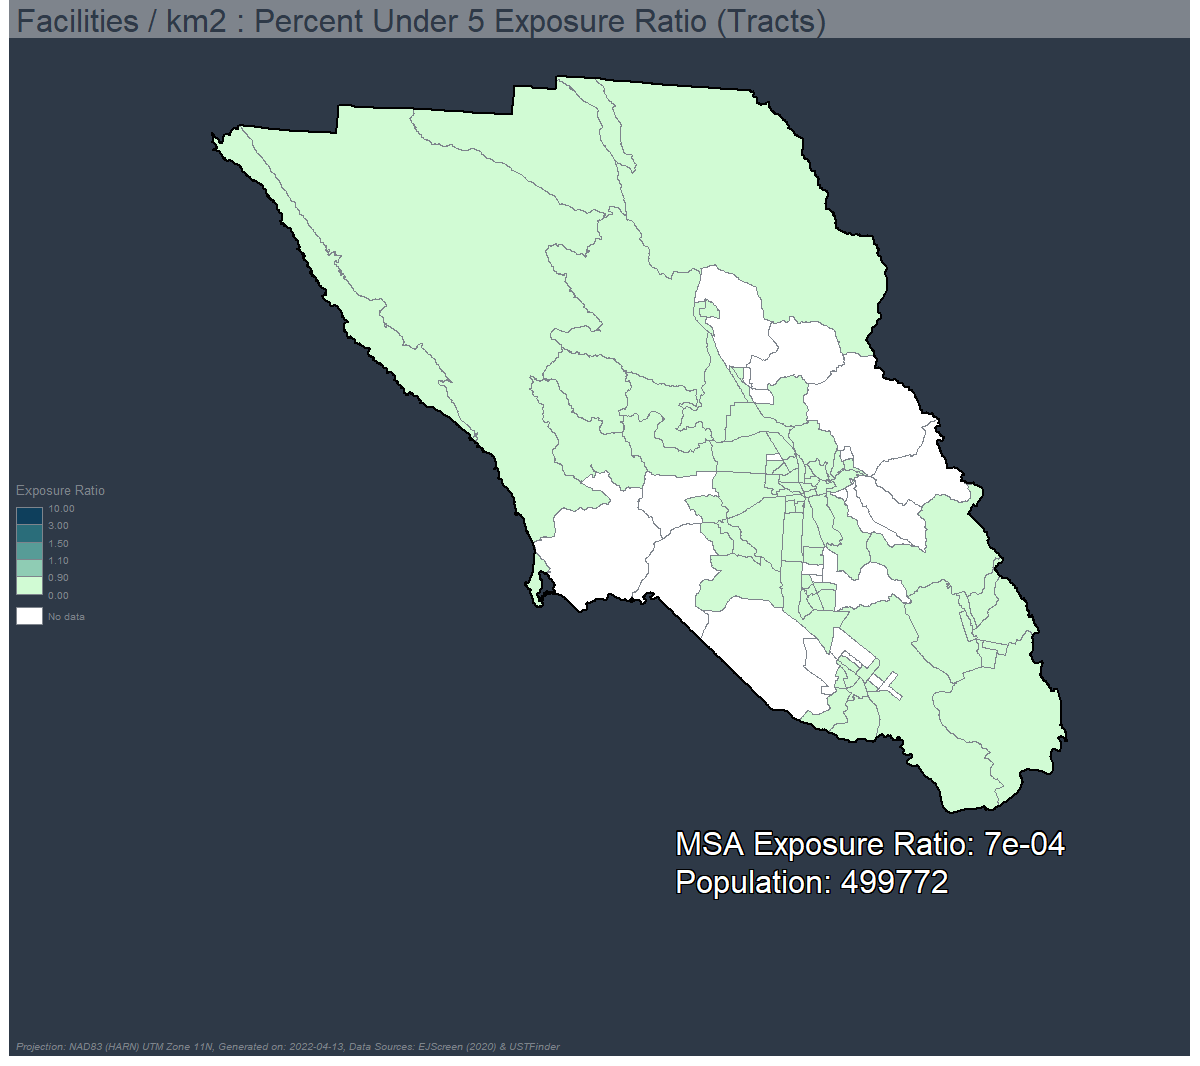 Facilities / km2 : Percent Under 5 Exposure Ratio (Tracts)
Exposure Ratio
10.00
3.00
1.50
1.10
0.90
0.00
No data
MSA Exposure Ratio: 7e-04
Population: 499772
Projection: NAD83 (HARN) UTM Zone 11N, Generated on: 2022-04-13, Data Sources: EJScreen (2020) & USTFinder